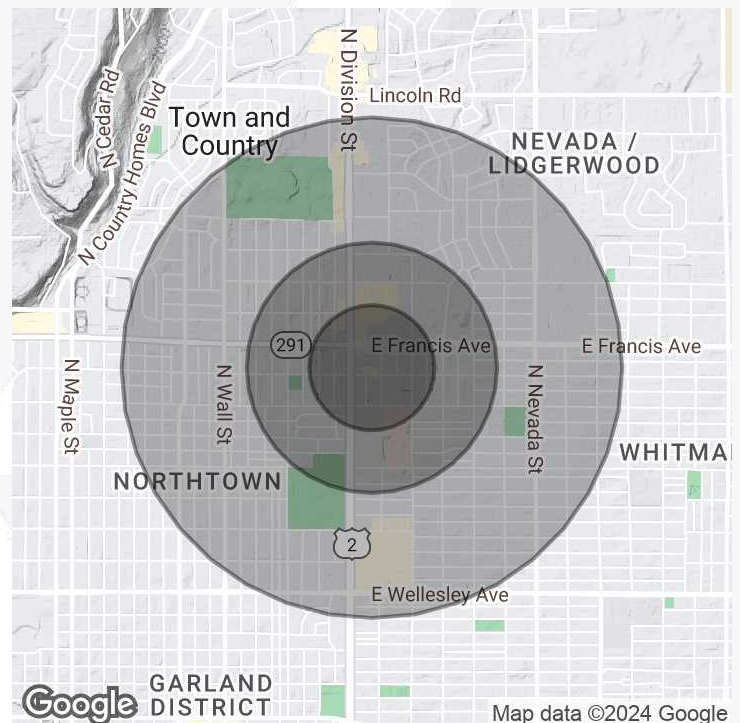 N Division St
N Cedar Rd
N Country Homes Blvd
Lincoln Rd
Town and
Country
NEVADA /
LIDGERWOOD
291
E Francis Ave
E Francis Ave
N Maple St
N Wall St
N Nevada St
WHITMA
NORTHTOWN
2
E Wellesley Ave
GARLAND
DISTRICT
Google
Map data ©2024 Google